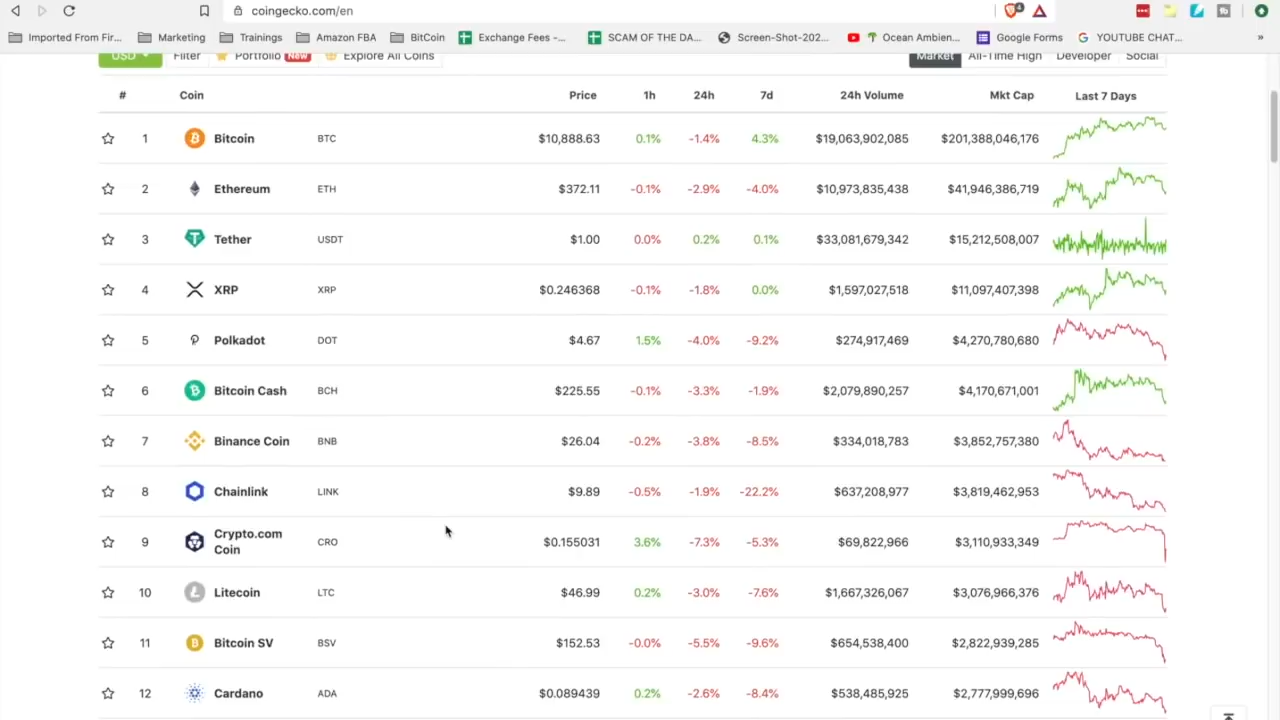 coingecko.com/en
Imported From Fir... Marketing Trainings Amazon FBA BitCoin Exchange Fees -... SCAM OF THE DA... Screen-Shot-202... Ocean Ambien... Google Forms YOUTUBE CHAT... »
USD Filter Portfolio New Explore All Coins Market All-Time High Developer Social
# Coin Price 1h 24h 7d 24h Volume Mkt Cap Last 7 Days
1 Bitcoin BTC $10,888.63 0.1% -1.4% 4.3% $19,063,902,085 $201,388,046,176
2 Ethereum ETH $372.11 -0.1% -2.9% -4.0% $10,973,835,438 $41,946,386,719
3 Tether USDT $1.00 0.0% 0.2% 0.1% $33,081,679,342 $15,212,508,007
4 XRP XRP $0.246368 -0.1% -1.8% 0.0% $1,597,027,518 $11,097,407,398
5 Polkadot DOT $4.67 1.5% -4.0% -9.2% $274,917,469 $4,270,780,680
6 Bitcoin Cash BCH $225.55 -0.1% -3.3% -1.9% $2,079,890,257 $4,170,671,001
7 Binance Coin BNB $26.04 -0.2% -3.8% -8.5% $334,018,783 $3,852,757,380
8 Chainlink LINK $9.89 -0.5% -1.9% -22.2% $637,208,977 $3,819,462,953
9 Crypto.com Coin CRO $0.155031 3.6% -7.3% -5.3% $69,822,966 $3,110,933,349
10 Litecoin LTC $46.99 0.2% -3.0% -7.6% $1,667,326,067 $3,076,966,376
11 Bitcoin SV BSV $152.53 -0.0% -5.5% -9.6% $654,538,400 $2,822,939,285
12 Cardano ADA $0.089439 0.2% -2.6% -8.4% $538,485,925 $2,777,999,696